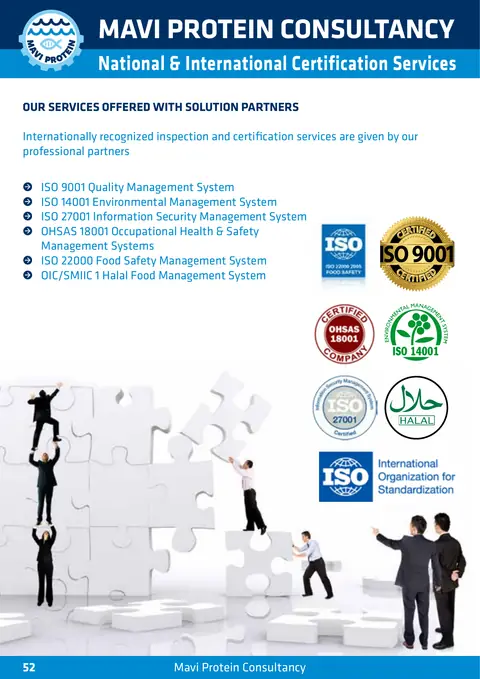 MAVI PROTEIN
MAVI PROTEIN CONSULTANCY
National & International Certification Services
OUR SERVICES OFFERED WITH SOLUTION PARTNERS
Internationally recognized inspection and certification services are given by our
professional partners
ISO 9001 Quality Management System
ISO 14001 Environmental Management System
ISO 27001 Information Security Management System
OHSAS 18001 Occupational Health & Safety
Management Systems
ISO 22000 Food Safety Management System
OIC/SMIIC 1 Halal Food Management System
ISO
ISO 22000 2005
FOOD SAFETY
CERTIFIED
ISO 9001
CERTIFIED
CERTIFIED
OHSAS
18001
COMPANY
ENVIRONMENTAL MANAGEMENT SYSTEM
ISO 14001
Information Security Management System
ISO
27001
Certified
حلال
HALAL
ISO
International
Organization for
Standardization
52
Mavi Protein Consultancy